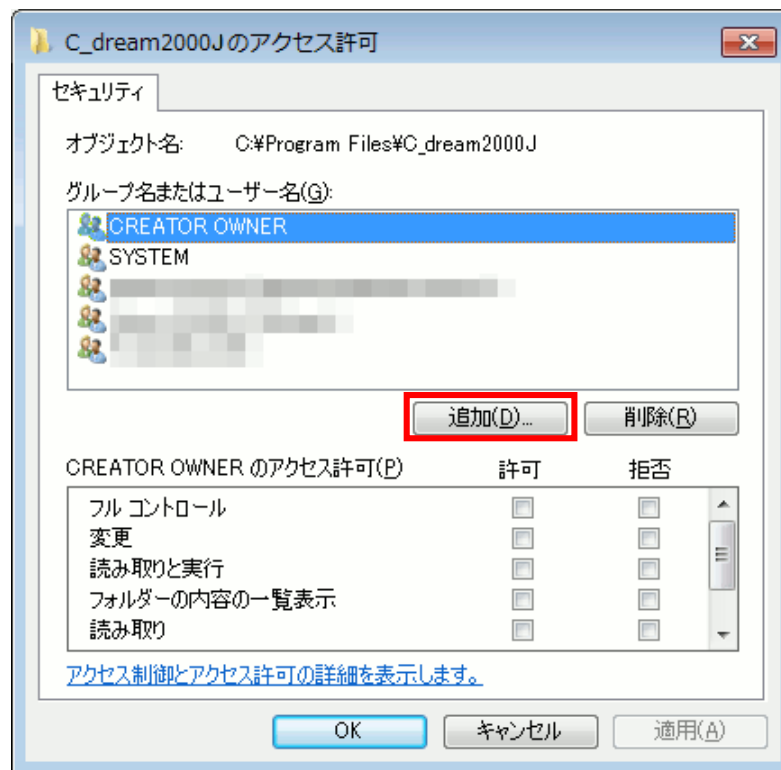 C_dream2000Jのアクセス許可
セキュリティ
オブジェクト名: C:¥Program Files¥C_dream2000J
グループ名またはユーザー名(G):
CREATOR OWNER
SYSTEM
追加(D)... 削除(R)
CREATOR OWNER のアクセス許可(P) 許可 拒否
フル コントロール
変更
読み取りと実行
フォルダーの内容の一覧表示
読み取り
アクセス制御とアクセス許可の詳細を表示します。
OK キャンセル 適用(A)